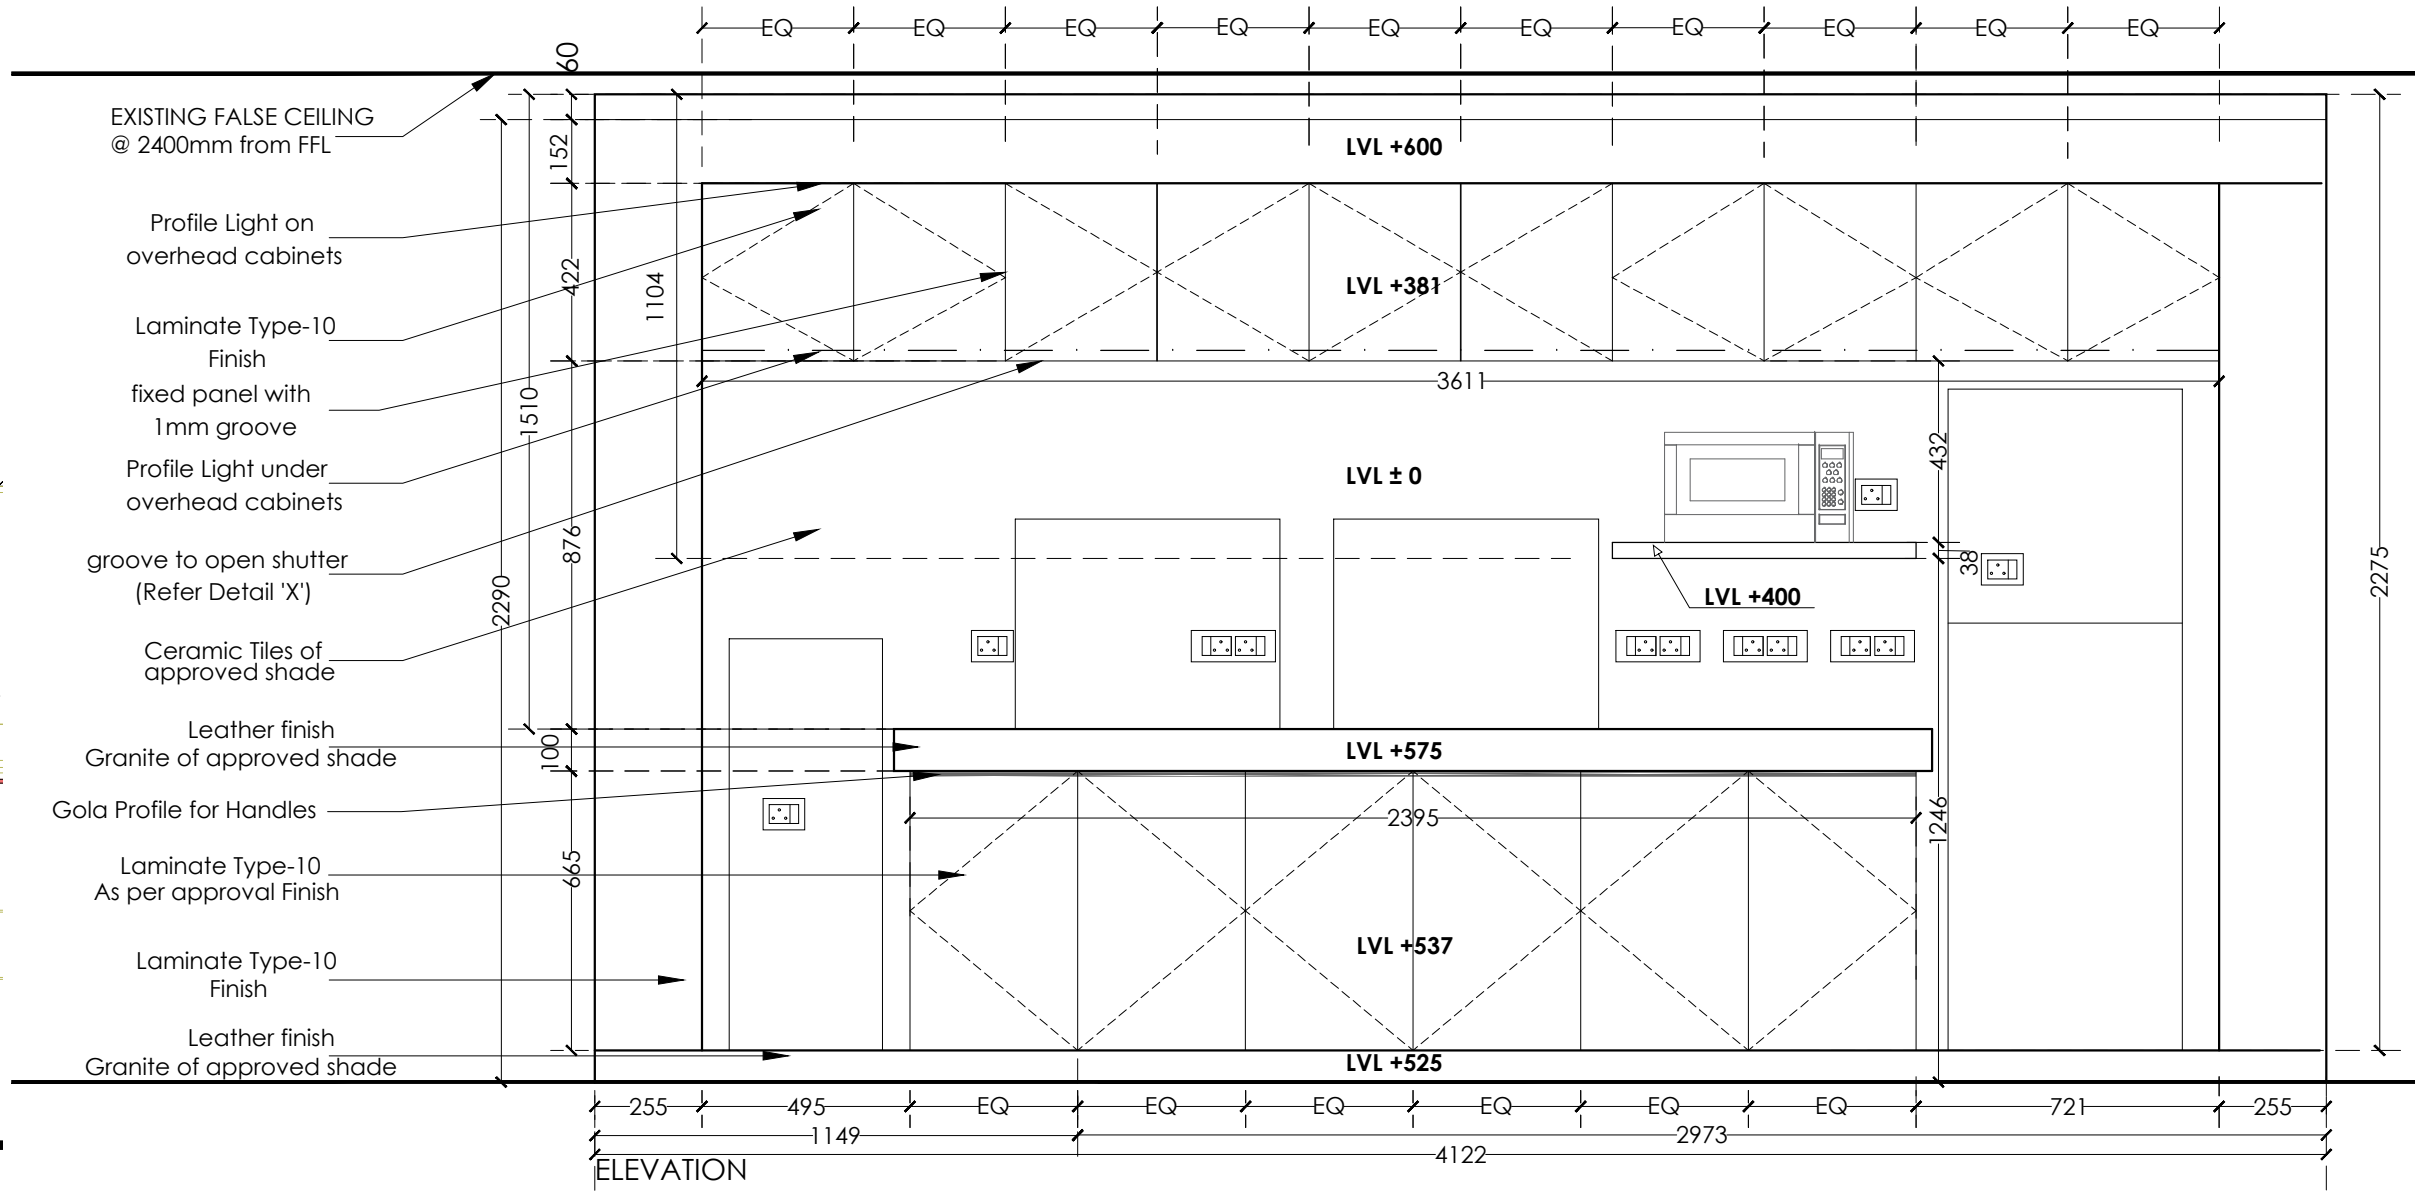 EQ EQ EQ EQ EQ EQ EQ EQ EQ EQ
60
EXISTING FALSE CEILING
@ 2400mm from FFL
152
LVL +600
Profile Light on
overhead cabinets
422
1104
LVL +381
Laminate Type-10
Finish
3611
fixed panel with
1mm groove
1510
432
Profile Light under
overhead cabinets
LVL ± 0
876
groove to open shutter
(Refer Detail 'X')
2290
38
2275
LVL +400
Ceramic Tiles of
approved shade
Leather finish
Granite of approved shade
100
LVL +575
Gola Profile for Handles
2395
1246
Laminate Type-10
As per approval Finish
665
LVL +537
Laminate Type-10
Finish
Leather finish
Granite of approved shade
LVL +525
255 495 EQ EQ EQ EQ EQ EQ 721 255
1149 2973
4122
ELEVATION